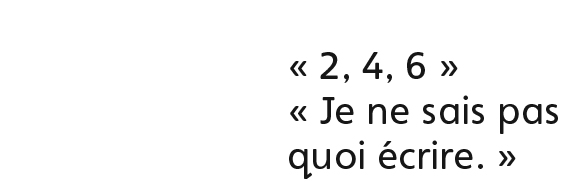 « 2, 4, 6 »
« Je ne sais pas
quoi écrire. »